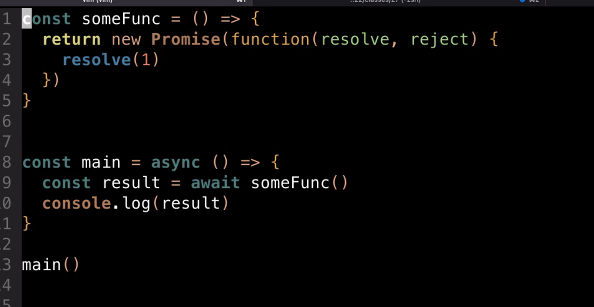 1 const someFunc = () => {
2 return new Promise(function(resolve, reject) {
3 resolve(1)
4 })
5 }
6
7
8 const main = async () => {
9 const result = await someFunc()
0 console.log(result)
1 }
2
3 main()
4
5